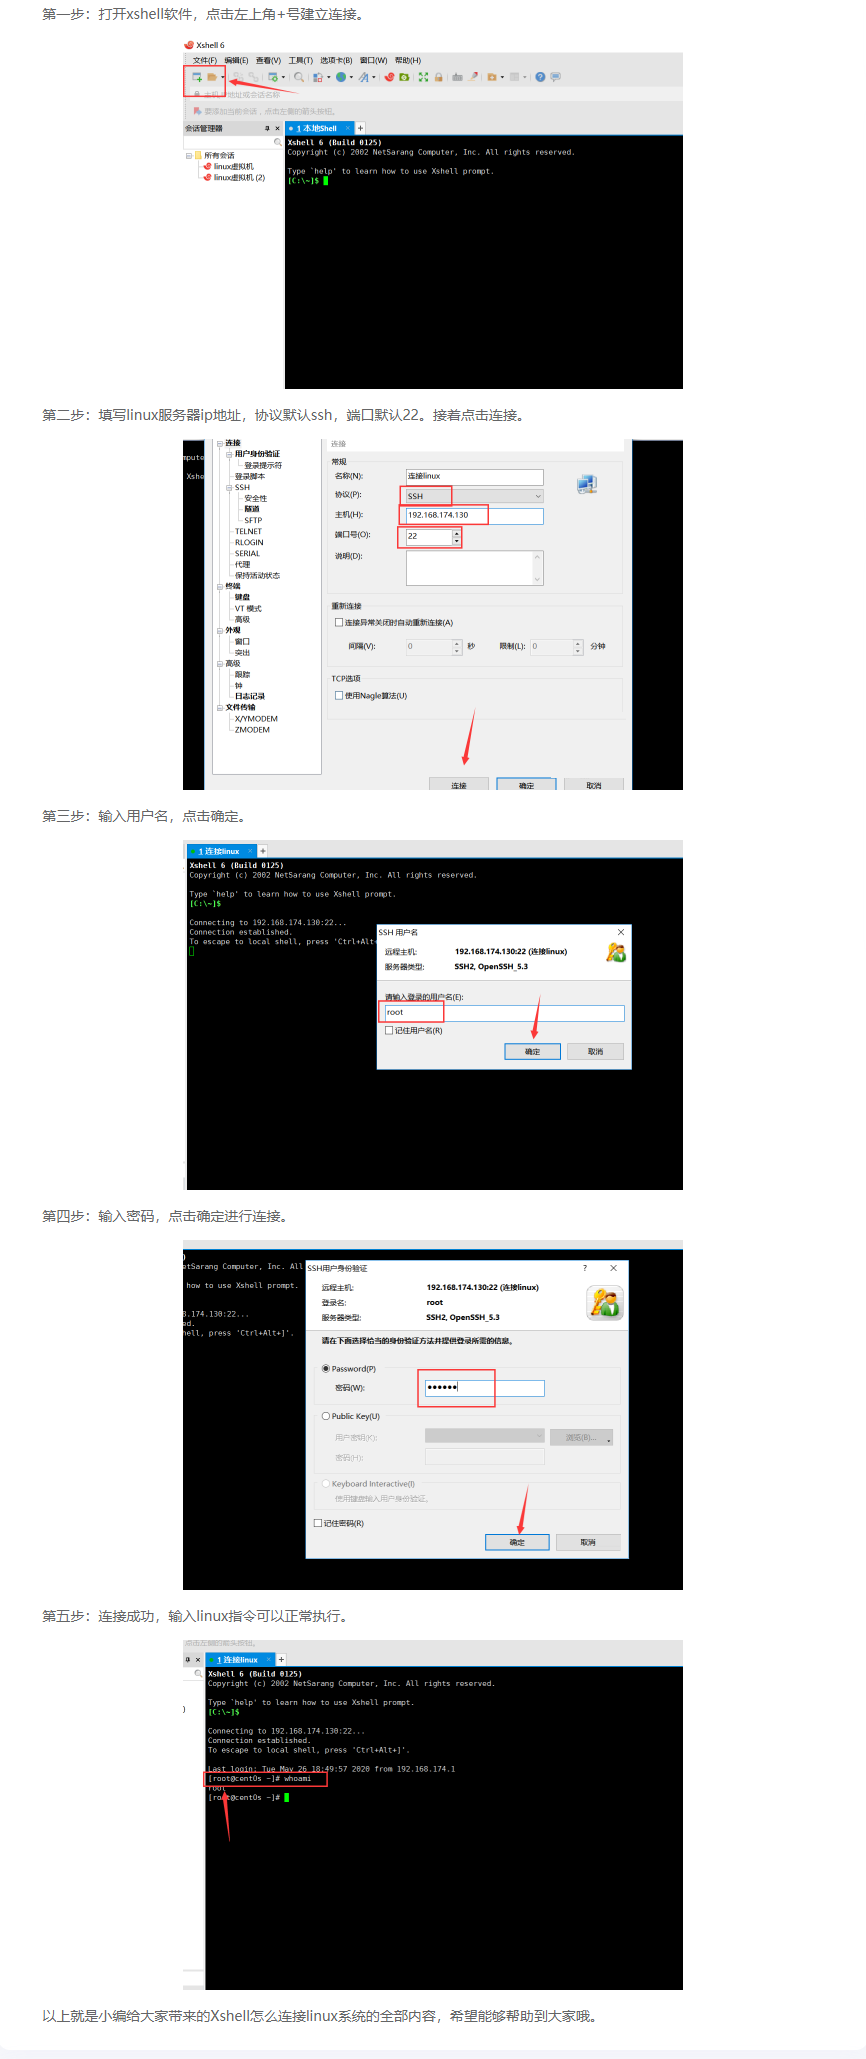 第一步：打开xshell软件，点击左上角+号建立连接。
Xshell 6
文件(F) 编辑(E) 查看(V) 工具(T) 选项卡(B) 窗口(W) 帮助(H)
会话管理器
1 本地Shell
所有会话
linux虚拟机
linux虚拟机 (2)
Xshell 6 (Build 0125)
Copyright (c) 2002 NetSarang Computer, Inc. All rights reserved.
Type `help' to learn how to use Xshell prompt.
[C:\~]$
第二步：填写linux服务器ip地址，协议默认ssh，端口默认22。接着点击连接。
连接
用户身份验证
登录提示符
登录脚本
SSH
安全性
隧道
SFTP
TELNET
RLOGIN
SERIAL
代理
保持活动状态
终端
键盘
VT 模式
高级
外观
窗口
突出
高级
跟踪
钟
日志记录
文件传输
X/YMODEM
ZMODEM
连接
常规
名称(N): 连接linux
协议(P): SSH
主机(H): 192.168.174.130
端口号(O): 22
说明(D):
重新连接
连接异常关闭时自动重新连接(A)
间隔(V): 0 秒 限制(L): 0 分钟
TCP选项
使用Nagle算法(U)
连接 确定 取消
第三步：输入用户名，点击确定。
1 连接linux
Xshell 6 (Build 0125)
Copyright (c) 2002 NetSarang Computer, Inc. All rights reserved.
Type `help' to learn how to use Xshell prompt.
[C:\~]$
Connecting to 192.168.174.130:22...
Connection established.
To escape to local shell, press 'Ctrl+Alt+
SSH 用户名
远程主机: 192.168.174.130:22 (连接linux)
服务器类型: SSH2, OpenSSH_5.3
请输入登录的用户名(E):
root
记住用户名(R)
确定 取消
第四步：输入密码，点击确定进行连接。
etSarang Computer, Inc. All
how to use Xshell prompt.
.174.130:22...
ed.
hell, press 'Ctrl+Alt+]'.
SSH用户身份验证
远程主机: 192.168.174.130:22 (连接linux)
登录名: root
服务器类型: SSH2, OpenSSH_5.3
请在下面选择恰当的身份验证方法并提供登录所需的信息。
Password(P)
密码(W): ●●●●●●
Public Key(U)
用户密钥(K): 浏览(B)...
密码(H):
Keyboard Interactive(I)
使用键盘输入用户身份验证。
记住密码(R)
确定 取消
第五步：连接成功，输入linux指令可以正常执行。
点击左侧的箭头按钮。
1 连接linux
Xshell 6 (Build 0125)
Copyright (c) 2002 NetSarang Computer, Inc. All rights reserved.
Type `help' to learn how to use Xshell prompt.
[C:\~]$
Connecting to 192.168.174.130:22...
Connection established.
To escape to local shell, press 'Ctrl+Alt+]'.
Last login: Tue May 26 18:49:57 2020 from 192.168.174.1
[root@centOs ~]# whoami
root
[root@centOs ~]#
以上就是小编给大家带来的Xshell怎么连接linux系统的全部内容，希望能够帮助到大家哦。